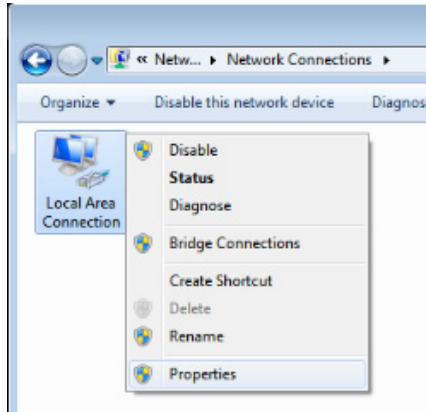 « Netw... ▸ Network Connections ▸
Organize ▾ Disable this network device Diagnos
Local Area
Connection
Disable
Status
Diagnose
Bridge Connections
Create Shortcut
Delete
Rename
Properties